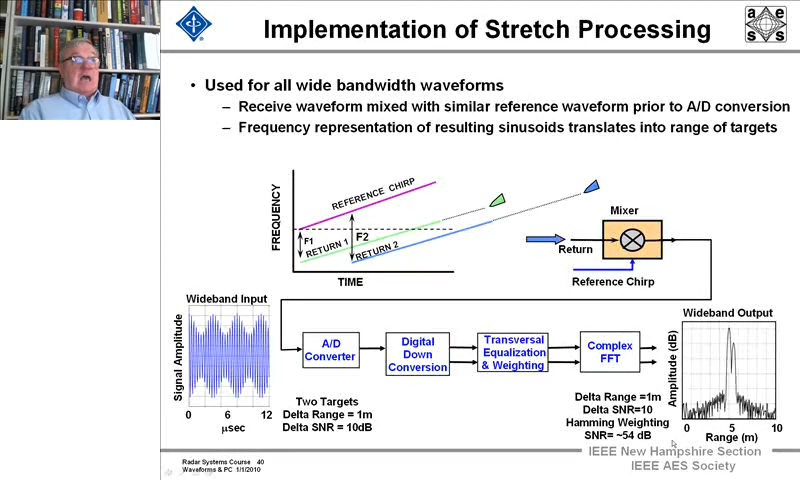 Implementation of Stretch Processing
a
e
s
s
• Used for all wide bandwidth waveforms
– Receive waveform mixed with similar reference waveform prior to A/D conversion
– Frequency representation of resulting sinusoids translates into range of targets
FREQUENCY
REFERENCE CHIRP
F1
F2
RETURN 1
RETURN 2
TIME
Mixer
Return
Reference Chirp
Wideband Input
Signal Amplitude
0 6 12
μsec
A/D
Converter
Digital
Down
Conversion
Transversal
Equalization
& Weighting
Complex
FFT
Two Targets
Delta Range = 1m
Delta SNR = 10dB
Delta Range =1m
Delta SNR=10
Hamming Weighting
SNR= ~54 dB
Wideband Output
Amplitude (dB)
0 5 10
Range (m)
Radar Systems Course 40
Waveforms & PC 1/1/2010
IEEE New Hampshire Section
IEEE AES Society